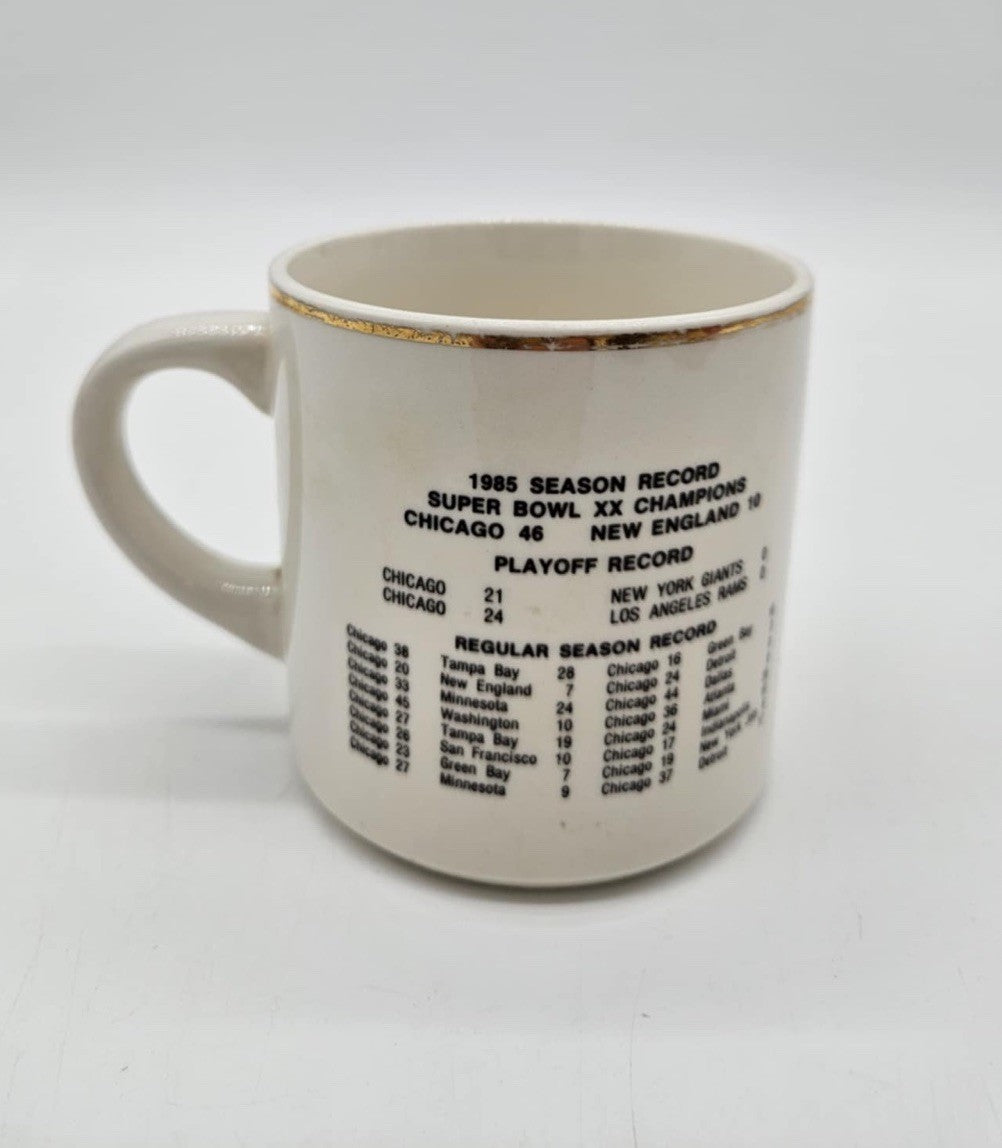 1985 SEASON RECORD
SUPER BOWL XX CHAMPIONS
CHICAGO 46 NEW ENGLAND 10
PLAYOFF RECORD
CHICAGO 21 NEW YORK GIANTS 0
CHICAGO 24 LOS ANGELES RAMS 0
REGULAR SEASON RECORD
Chicago 38 Tampa Bay 28 Chicago 16 Green Bay
Chicago 20 New England 7 Chicago 24 Detroit
Chicago 33 Minnesota 24 Chicago 44 Dallas
Chicago 45 Washington 10 Chicago 36 Atlanta
Chicago 27 Tampa Bay 19 Chicago 24 Miami
Chicago 26 San Francisco 10 Chicago 17 Indianapolis
Chicago 23 Green Bay 7 Chicago 19 New York
Chicago 27 Minnesota 9 Chicago 37 Detroit